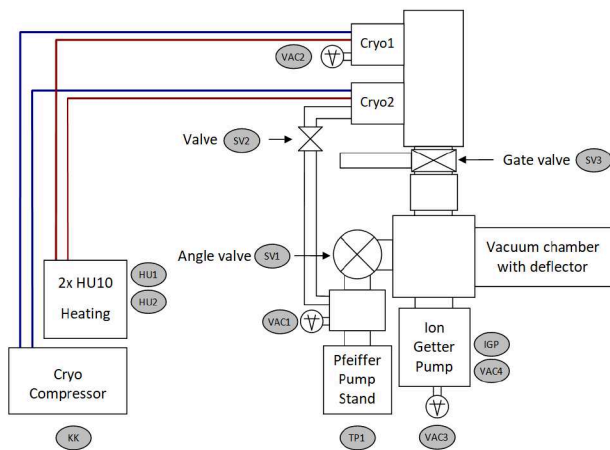 Cryo1
VAC2
Cryo2
Valve
SV2
Gate valve
SV3
Angle valve
SV1
Vacuum chamber
with deflector
2x HU10
Heating
HU1
HU2
VAC1
Ion
Getter
Pump
IGP
VAC4
Cryo
Compressor
Pfeiffer
Pump
Stand
KK
TP1
VAC3